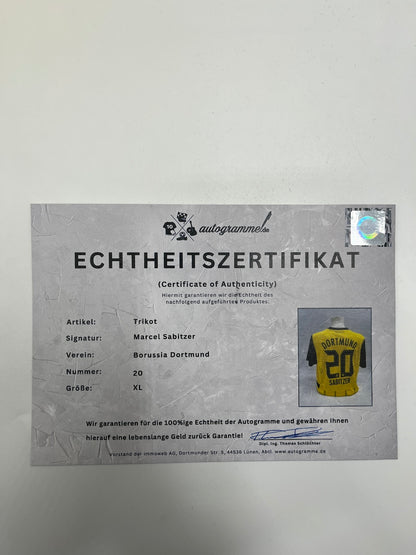 autogramme.de
ECHTHEITSZERTIFIKAT
(Certificate of Authenticity)
Hiermit garantieren wir die Echtheit des
nachfolgend aufgeführten Produktes:
Artikel: Trikot
Signatur: Marcel Sabitzer
Verein: Borussia Dortmund
Nummer: 20
Größe: XL
DORTMUND
20
SABITZER
Wir garantieren für die 100%ige Echtheit der Autogramme und gewähren Ihnen
hierauf eine lebenslange Geld zurück Garantie!
Dipl. Ing. Thomas Schlüchter
Vorstand der immoweb AG, Dortmunder Str. 5, 44536 Lünen, Abtl. www.autogramme.de